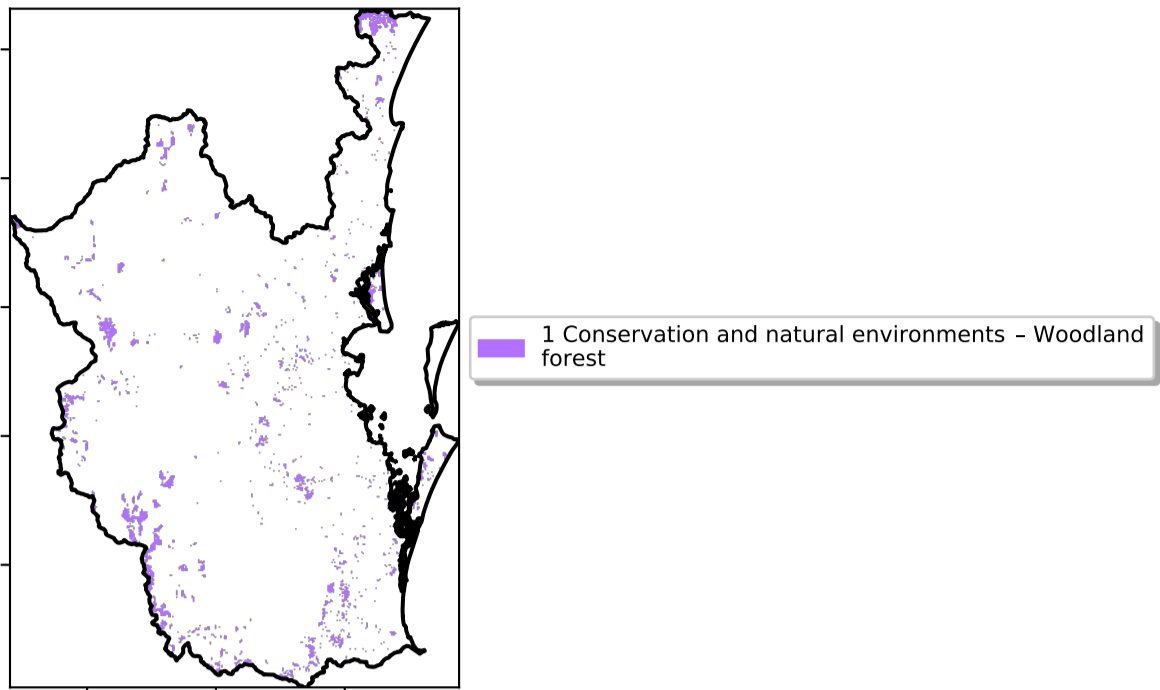 1 Conservation and natural environments – Woodland
forest